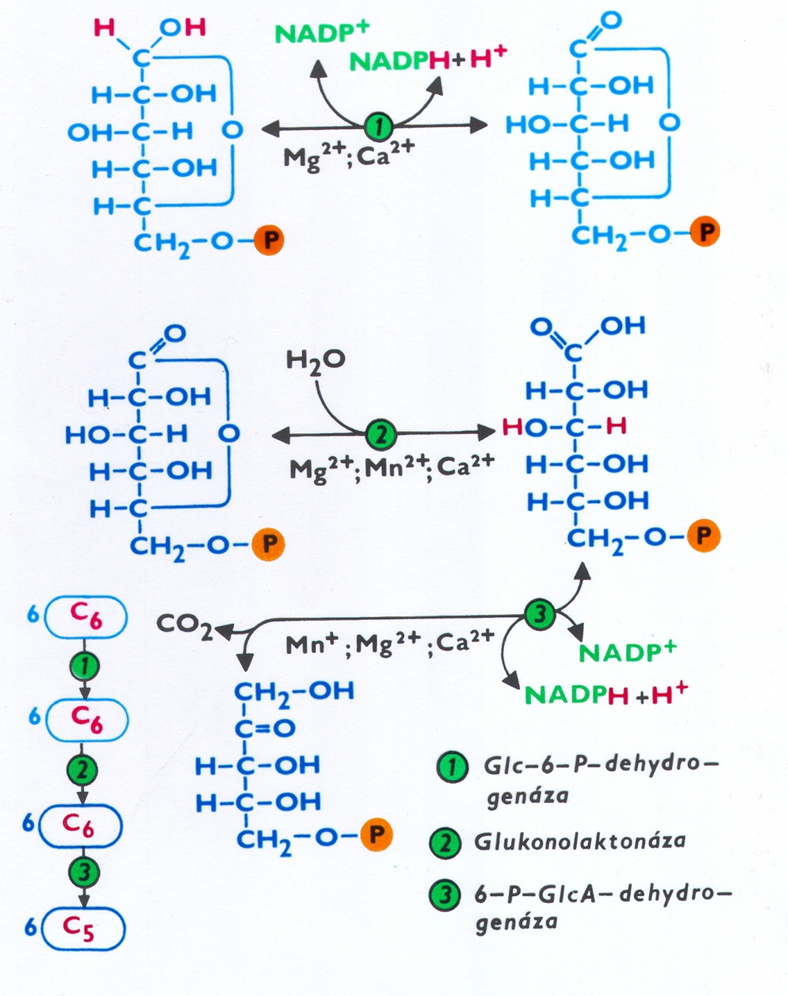 H OH
C
H–C–OH
OH–C–H O
H–C–OH
H–C
CH₂–O–P
NADP⁺
NADPH+H⁺
1
Mg²⁺;Ca²⁺
O
C
H–C–OH
HO–C–H O
H–C–OH
H–C
CH₂–O–P
O
C
H–C–OH
HO–C–H O
H–C–OH
H–C
CH₂–O–P
H₂O
2
Mg²⁺;Mn²⁺;Ca²⁺
O OH
C
H–C–OH
HO–C–H
H–C–OH
H–C–OH
CH₂–O–P
3
NADP⁺
NADPH+H⁺
Mn⁺;Mg²⁺;Ca²⁺
CO₂
CH₂–OH
C=O
H–C–OH
H–C–OH
CH₂–O–P
6 C₆
1
6 C₆
2
6 C₆
3
6 C₅
1 Glc–6–P–dehydro–
genáza
2 Glukonolaktonáza
3 6–P–GlcA–dehydro–
genáza